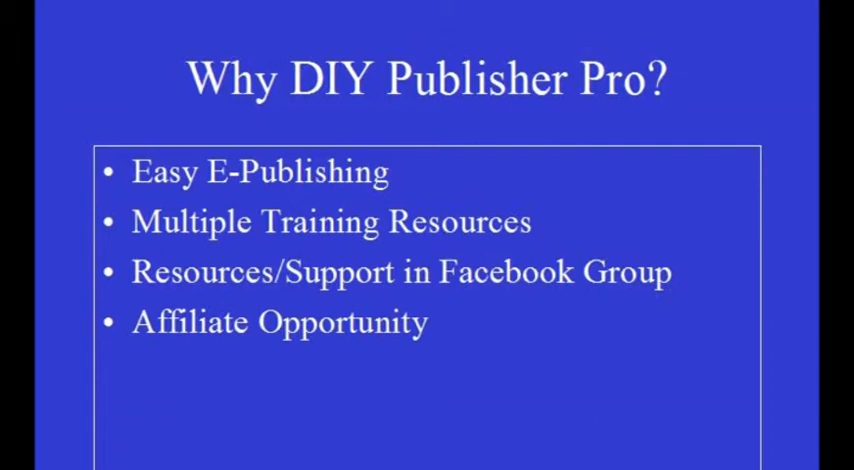 Why DIY Publisher Pro?
• Easy E-Publishing
• Multiple Training Resources
• Resources/Support in Facebook Group
• Affiliate Opportunity